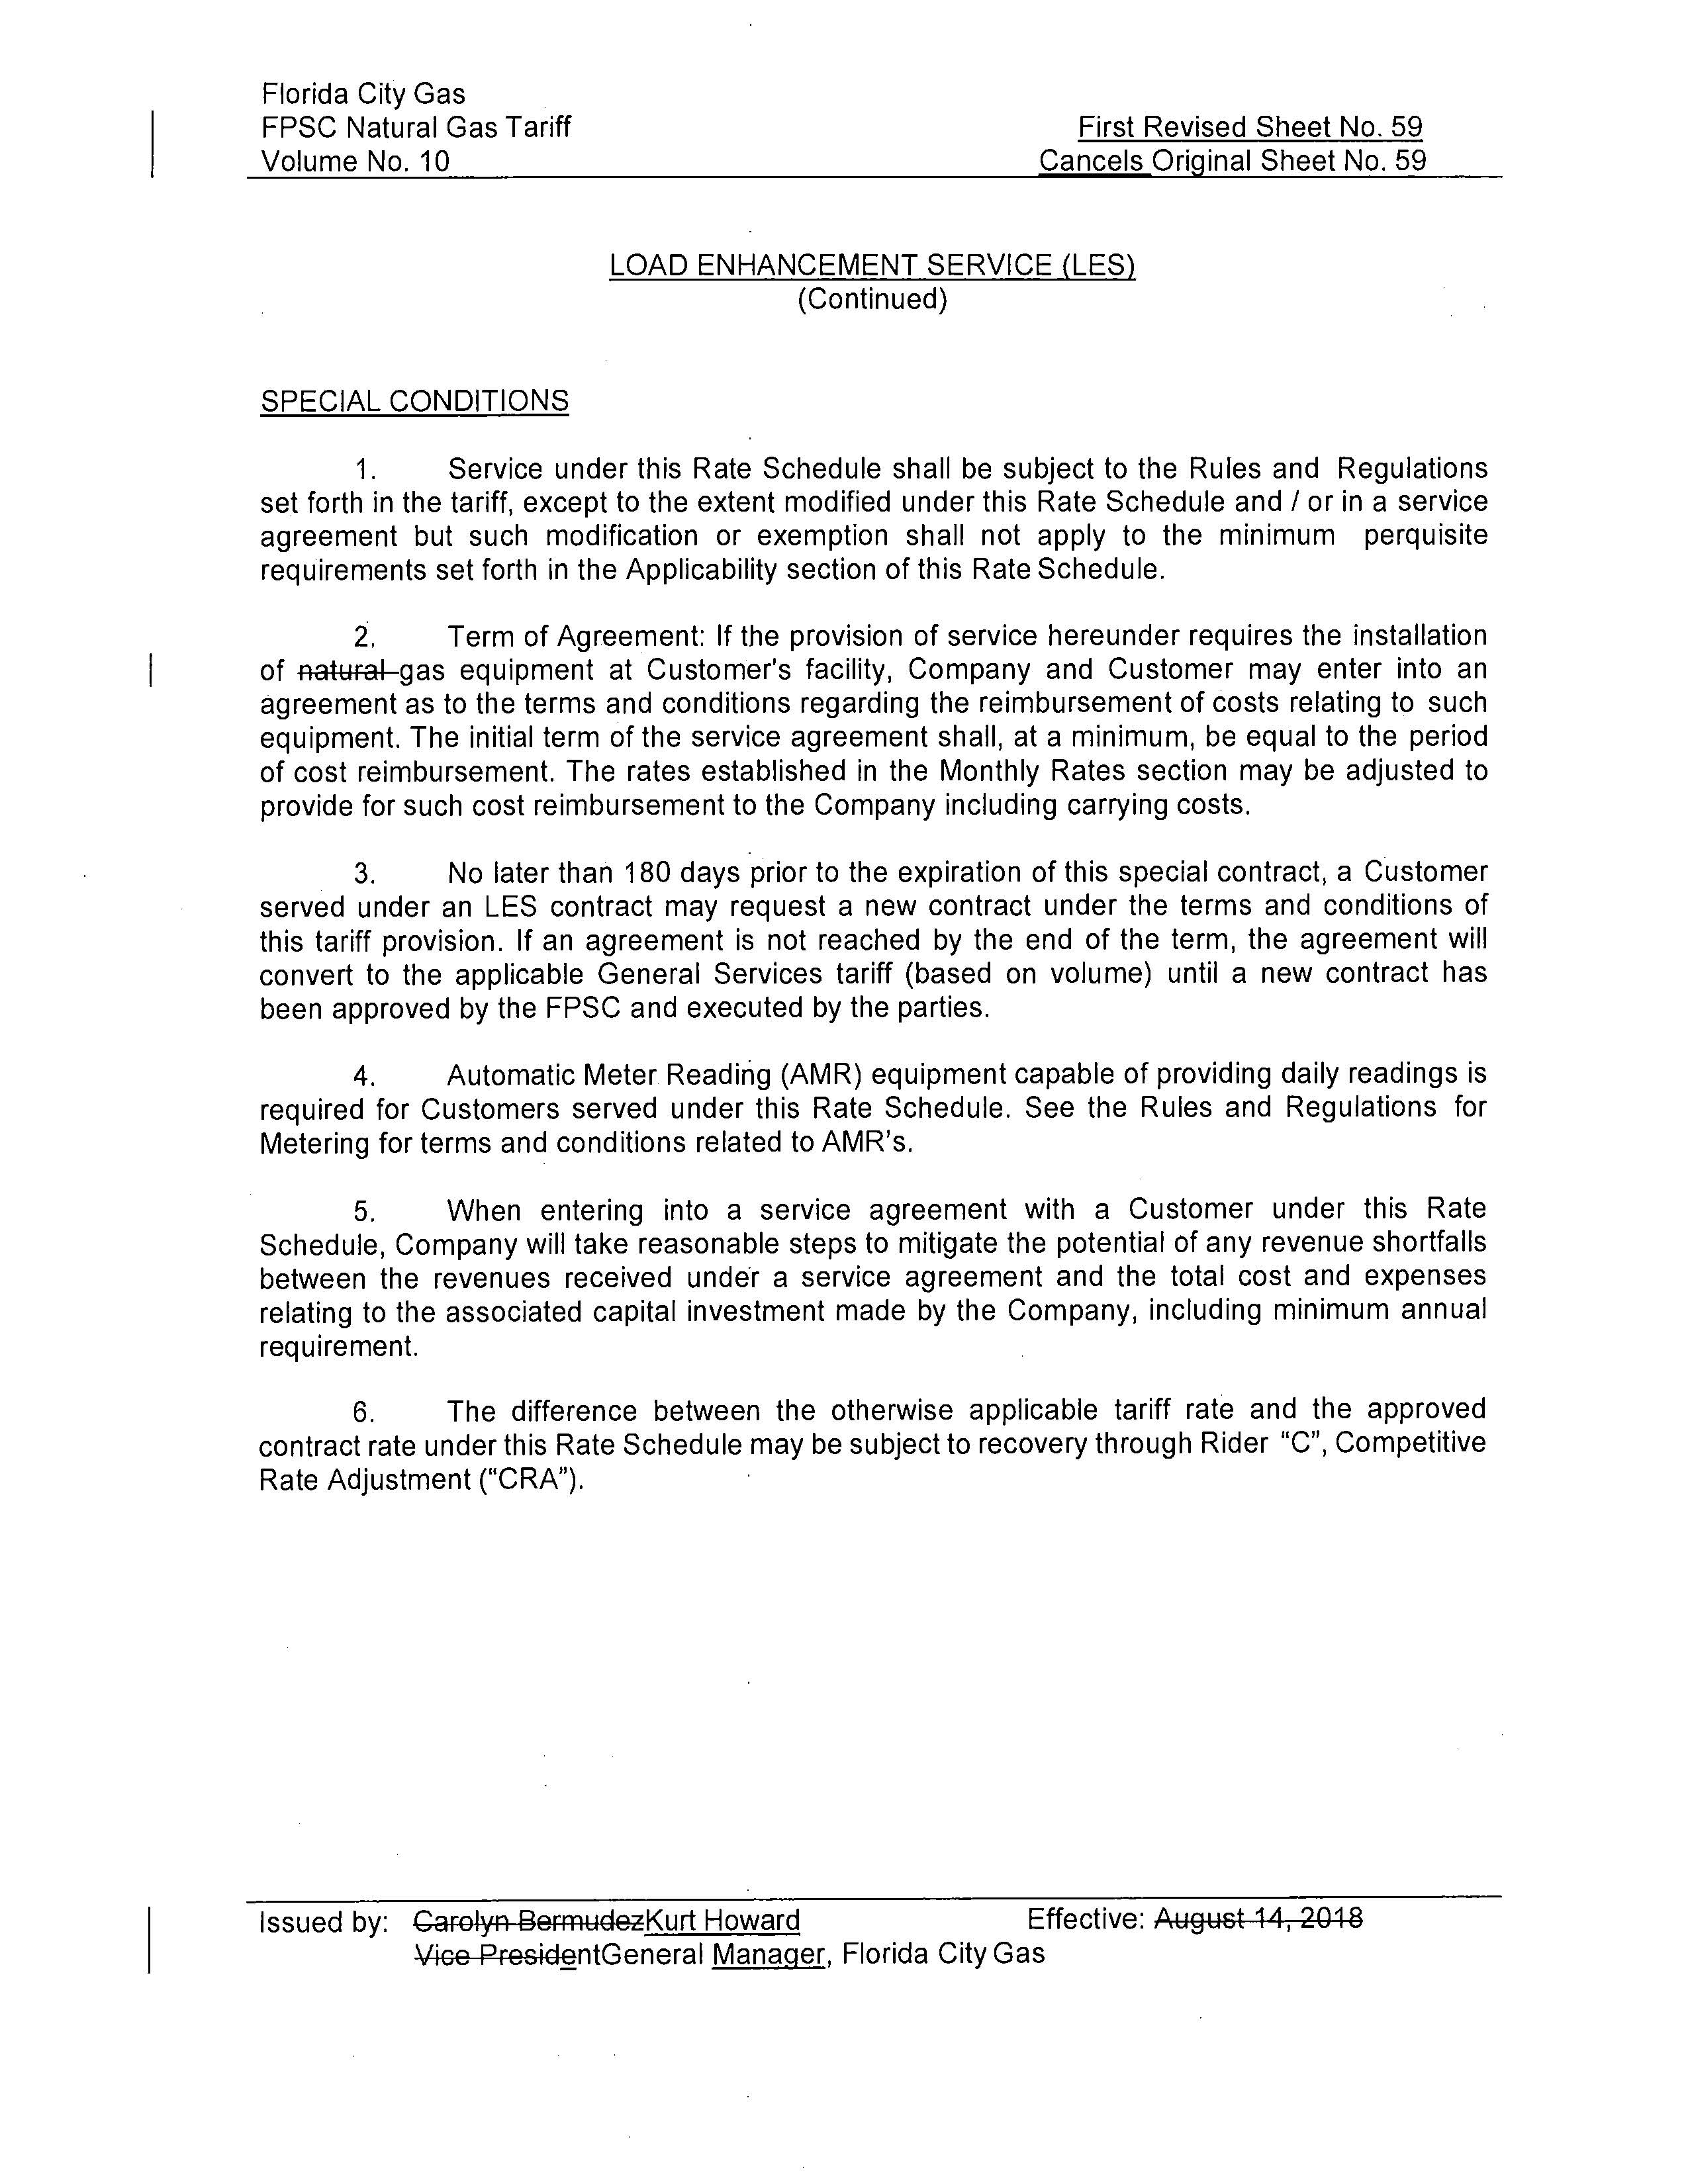 Florida City Gas
FPSC Natural Gas Tariff
First Revised Sheet No. 59
Volume No. 10
Cancels Original Sheet No. 59
LOAD ENHANCEMENT SERVICE (LES)
(Continued)
SPECIAL CONDITIONS
1. Service under this Rate Schedule shall be subject to the Rules and Regulations
set forth in the tariff, except to the extent modified under this Rate Schedule and / or in a service
agreement but such modification or exemption shall not apply to the minimum perquisite
requirements set forth in the Applicability section of this Rate Schedule.
2. Term of Agreement: If the provision of service hereunder requires the installation
of natural gas equipment at Customer's facility, Company and Customer may enter into an
agreement as to the terms and conditions regarding the reimbursement of costs relating to such
equipment. The initial term of the service agreement shall, at a minimum, be equal to the period
of cost reimbursement. The rates established in the Monthly Rates section may be adjusted to
provide for such cost reimbursement to the Company including carrying costs.
3. No later than 180 days prior to the expiration of this special contract, a Customer
served under an LES contract may request a new contract under the terms and conditions of
this tariff provision. If an agreement is not reached by the end of the term, the agreement will
convert to the applicable General Services tariff (based on volume) until a new contract has
been approved by the FPSC and executed by the parties.
4. Automatic Meter Reading (AMR) equipment capable of providing daily readings is
required for Customers served under this Rate Schedule. See the Rules and Regulations for
Metering for terms and conditions related to AMR's.
5. When entering into a service agreement with a Customer under this Rate
Schedule, Company will take reasonable steps to mitigate the potential of any revenue shortfalls
between the revenues received under a service agreement and the total cost and expenses
relating to the associated capital investment made by the Company, including minimum annual
requirement.
6. The difference between the otherwise applicable tariff rate and the approved
contract rate under this Rate Schedule may be subject to recovery through Rider "C", Competitive
Rate Adjustment ("CRA").
Issued by: Carolyn BermudezKurt Howard Effective: August 14, 2018
Vice PresidentGeneral Manager, Florida City Gas